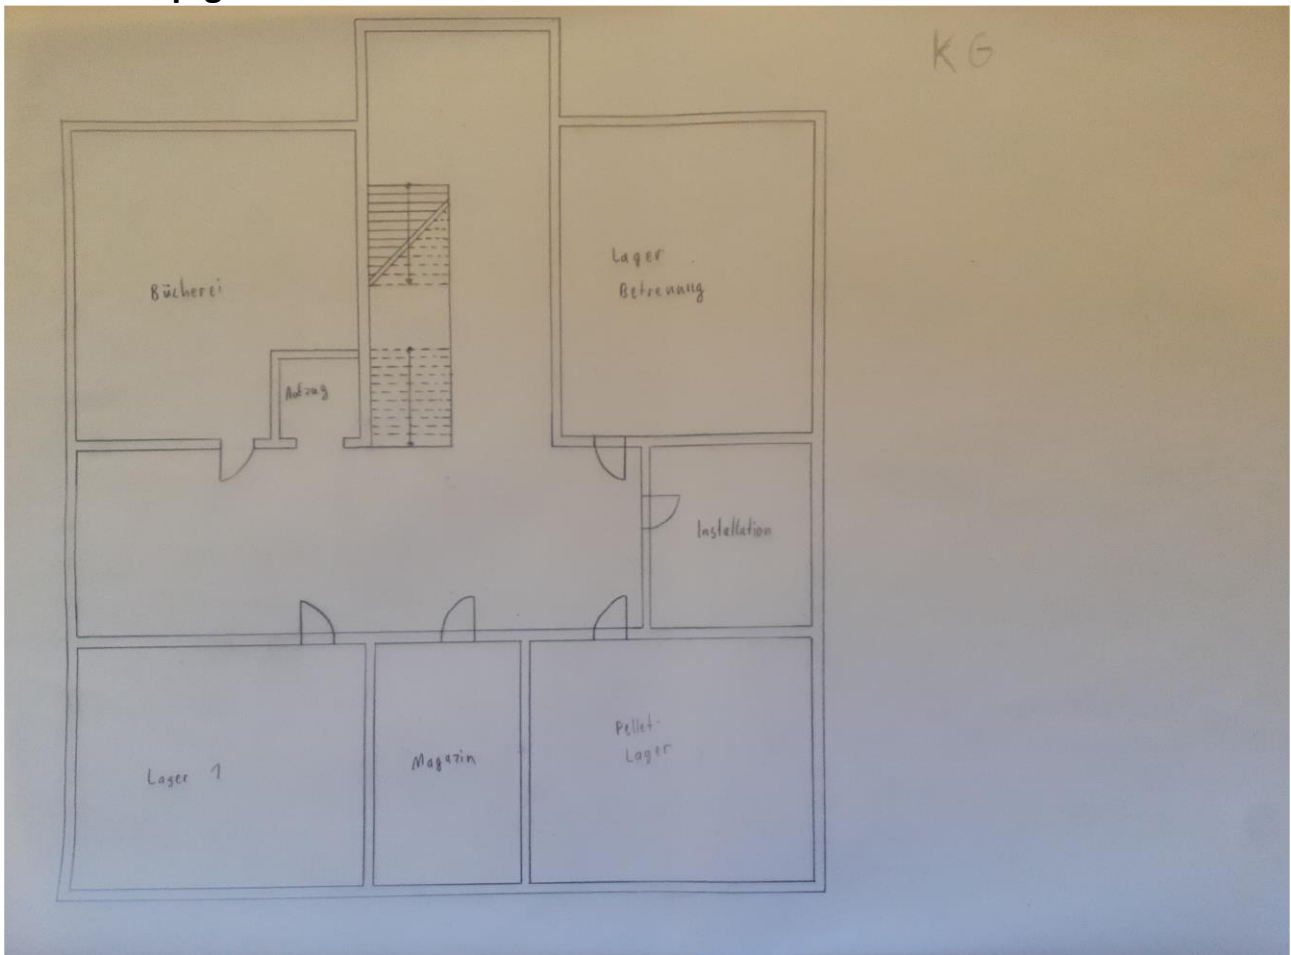 KG
Lager
Betreuung
Bücherei
Aufzug
Installation
Pellet-
Lager
Magazin
Lager 1